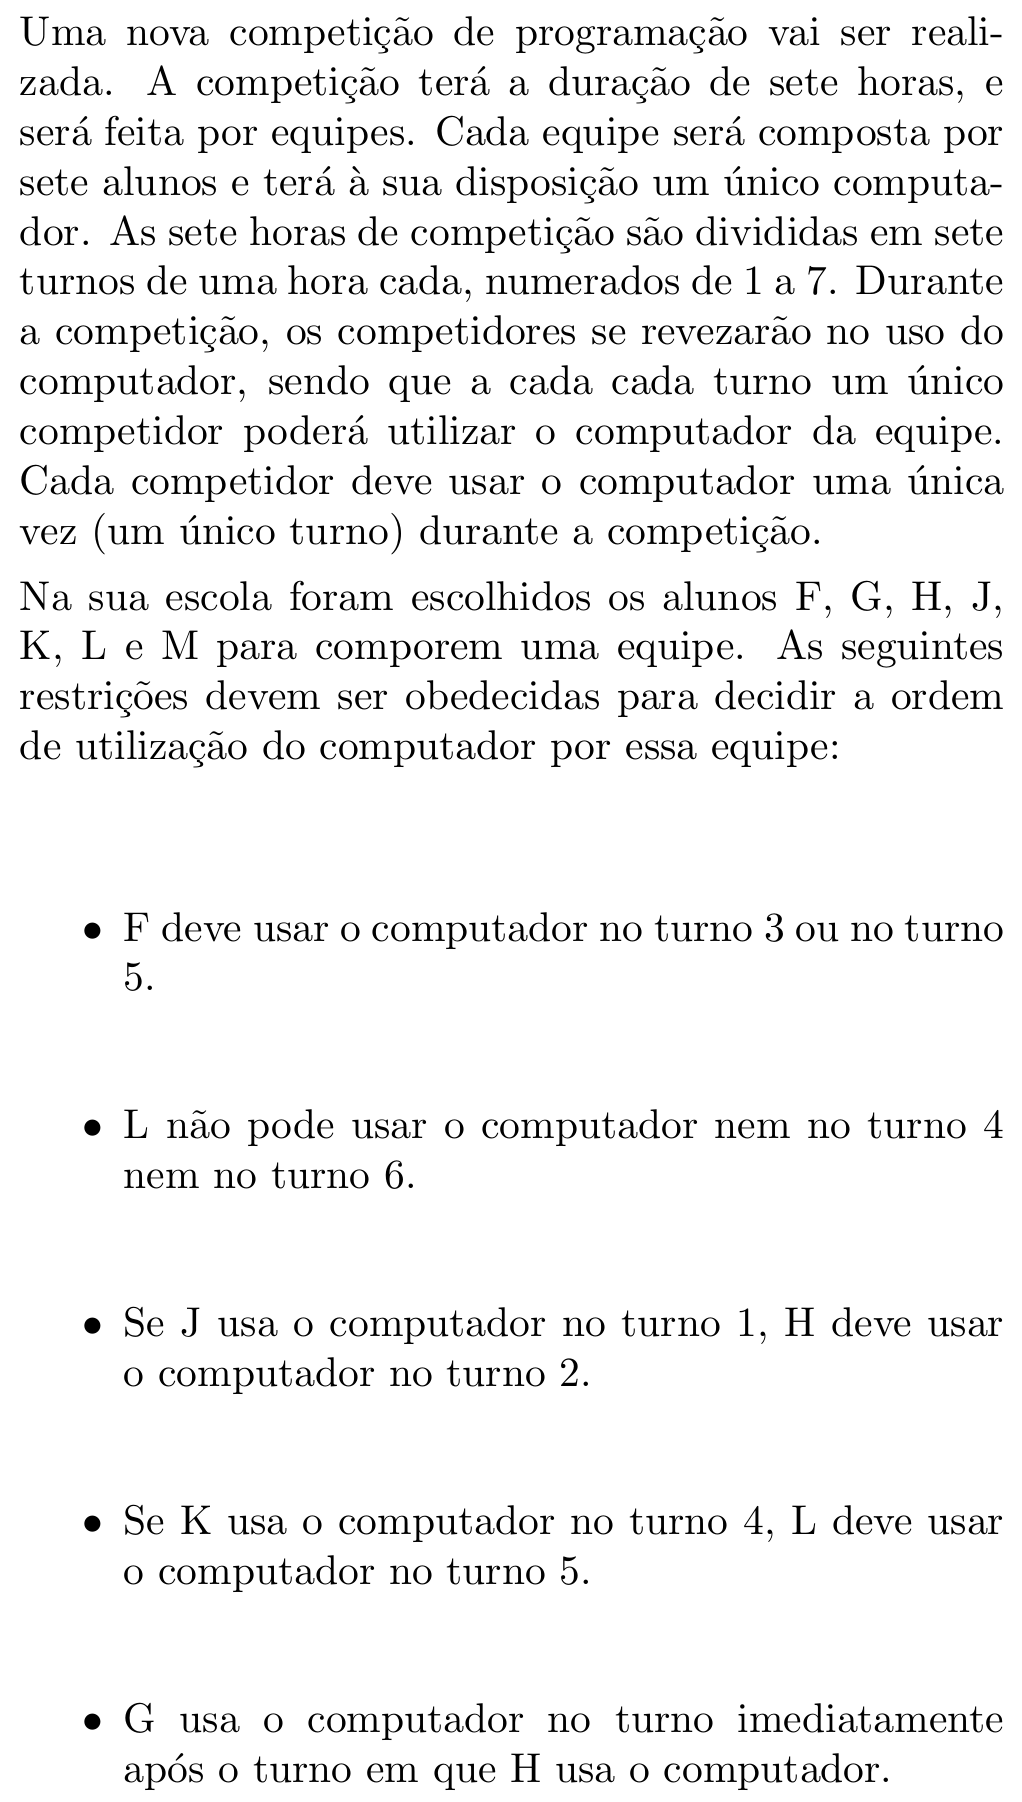 Uma nova competição de programação vai ser reali-
zada. A competição terá a duração de sete horas, e
será feita por equipes. Cada equipe será composta por
sete alunos e terá à sua disposição um único computa-
dor. As sete horas de competição são divididas em sete
turnos de uma hora cada, numerados de 1 a 7. Durante
a competição, os competidores se revezarão no uso do
computador, sendo que a cada cada turno um único
competidor poderá utilizar o computador da equipe.
Cada competidor deve usar o computador uma única
vez (um único turno) durante a competição.
Na sua escola foram escolhidos os alunos F, G, H, J,
K, L e M para comporem uma equipe. As seguintes
restrições devem ser obedecidas para decidir a ordem
de utilização do computador por essa equipe:
• F deve usar o computador no turno 3 ou no turno
5.
• L não pode usar o computador nem no turno 4
nem no turno 6.
• Se J usa o computador no turno 1, H deve usar
o computador no turno 2.
• Se K usa o computador no turno 4, L deve usar
o computador no turno 5.
• G usa o computador no turno imediatamente
após o turno em que H usa o computador.